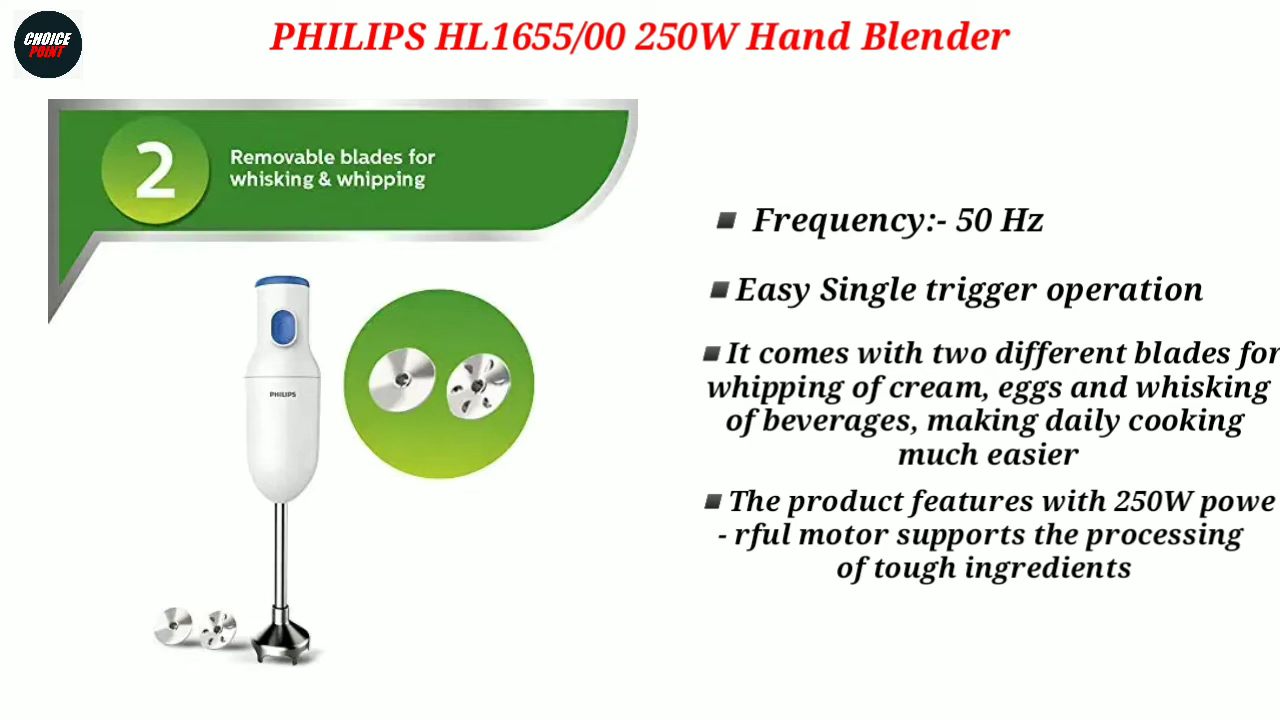 CHOICE
POINT
PHILIPS HL1655/00 250W Hand Blender
2
Removable blades for
whisking & whipping
PHILIPS
▪ Frequency:- 50 Hz
▪ Easy Single trigger operation
▪ It comes with two different blades for
whipping of cream, eggs and whisking
of beverages, making daily cooking
much easier
▪ The product features with 250W powe
- rful motor supports the processing
of tough ingredients